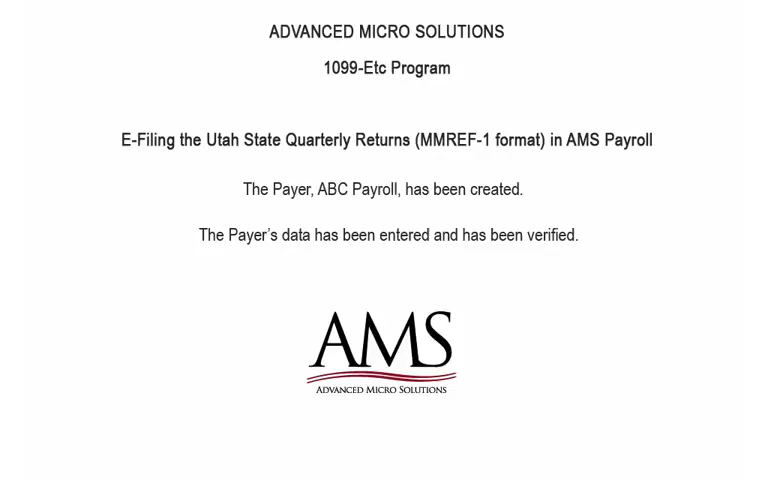 ADVANCED MICRO SOLUTIONS
1099-Etc Program
E-Filing the Utah State Quarterly Returns (MMREF-1 format) in AMS Payroll
The Payer, ABC Payroll, has been created.
The Payer’s data has been entered and has been verified.
AMS
ADVANCED MICRO SOLUTIONS